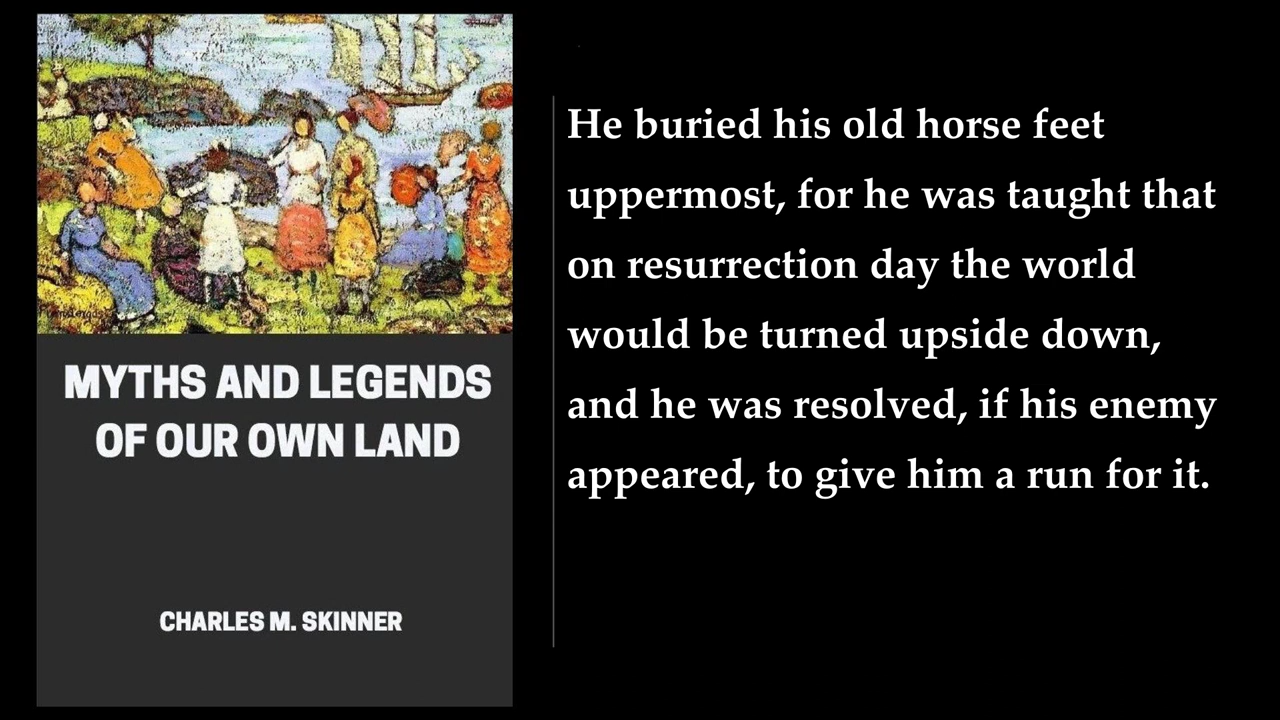 MYTHS AND LEGENDS
OF OUR OWN LAND
CHARLES M. SKINNER
He buried his old horse feet
uppermost, for he was taught that
on resurrection day the world
would be turned upside down,
and he was resolved, if his enemy
appeared, to give him a run for it.